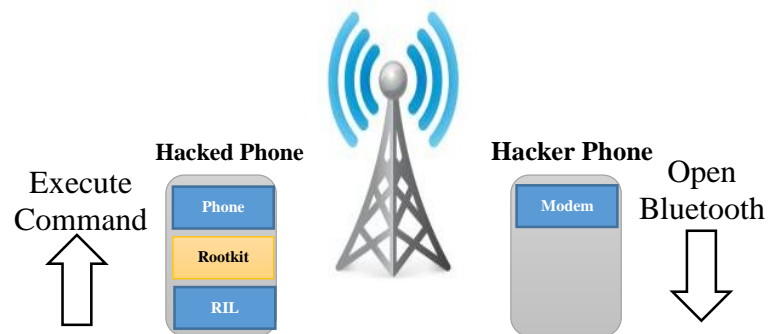 Hacked Phone
Hacker Phone
Execute
Command
Phone
Rootkit
RIL
Modem
Open
Bluetooth